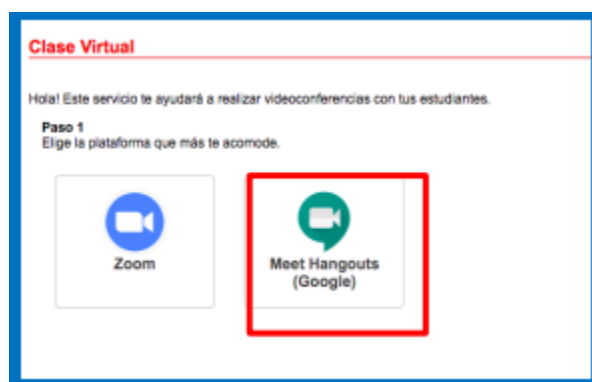 Clase Virtual
Hola! Este servicio te ayudará a realizar videoconferencias con tus estudiantes.
Paso 1
Elige la plataforma que más te acomode.
Zoom
Meet Hangouts
(Google)